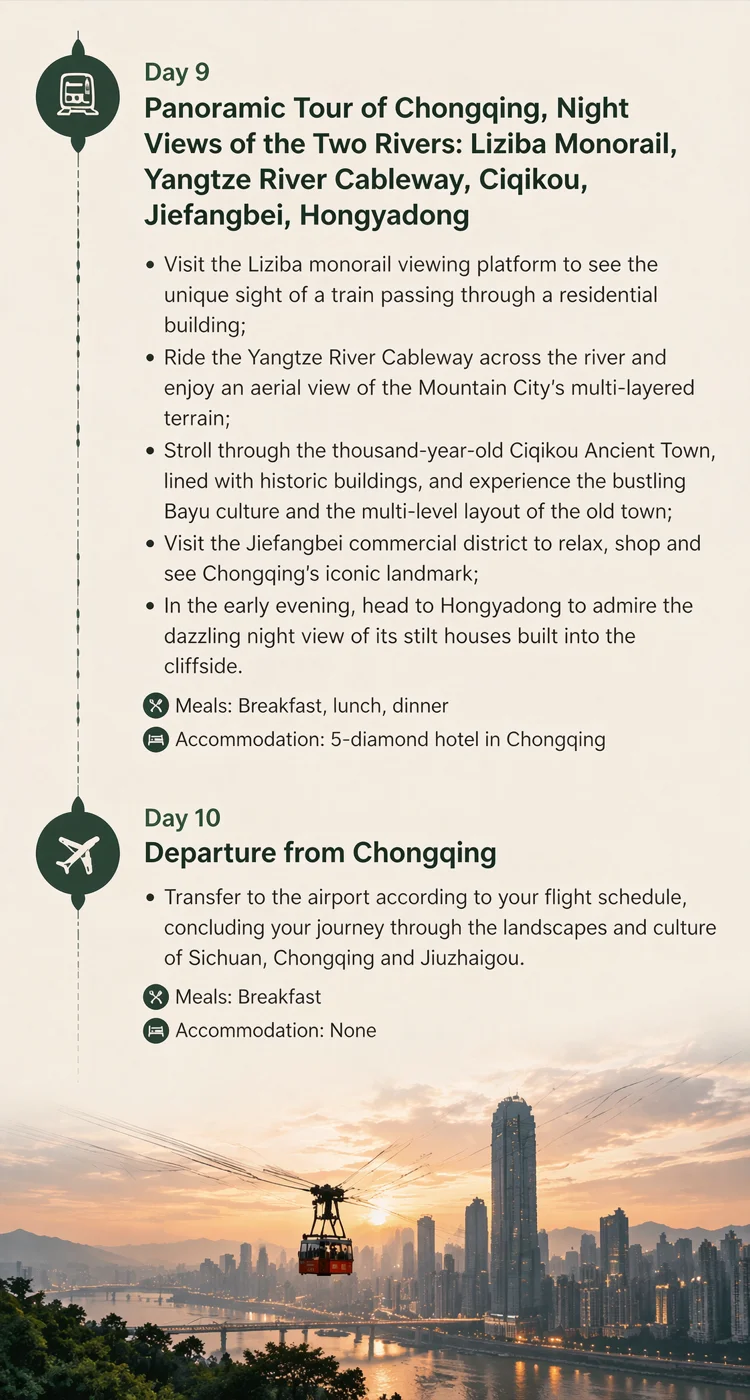 Day 9
Panoramic Tour of Chongqing, Night
Views of the Two Rivers: Liziba Monorail,
Yangtze River Cableway, Ciqikou,
Jiefangbei, Hongyadong
• Visit the Liziba monorail viewing platform to see the
unique sight of a train passing through a residential
building;
• Ride the Yangtze River Cableway across the river and
enjoy an aerial view of the Mountain City's multi-layered
terrain;
• Stroll through the thousand-year-old Ciqikou Ancient Town,
lined with historic buildings, and experience the bustling
Bayu culture and the multi-level layout of the old town;
• Visit the Jiefangbei commercial district to relax, shop and
see Chongqing's iconic landmark;
• In the early evening, head to Hongyadong to admire the
dazzling night view of its stilt houses built into the
cliffside.
Meals: Breakfast, lunch, dinner
Accommodation: 5-diamond hotel in Chongqing
Day 10
Departure from Chongqing
• Transfer to the airport according to your flight schedule,
concluding your journey through the landscapes and culture
of Sichuan, Chongqing and Jiuzhaigou.
Meals: Breakfast
Accommodation: None